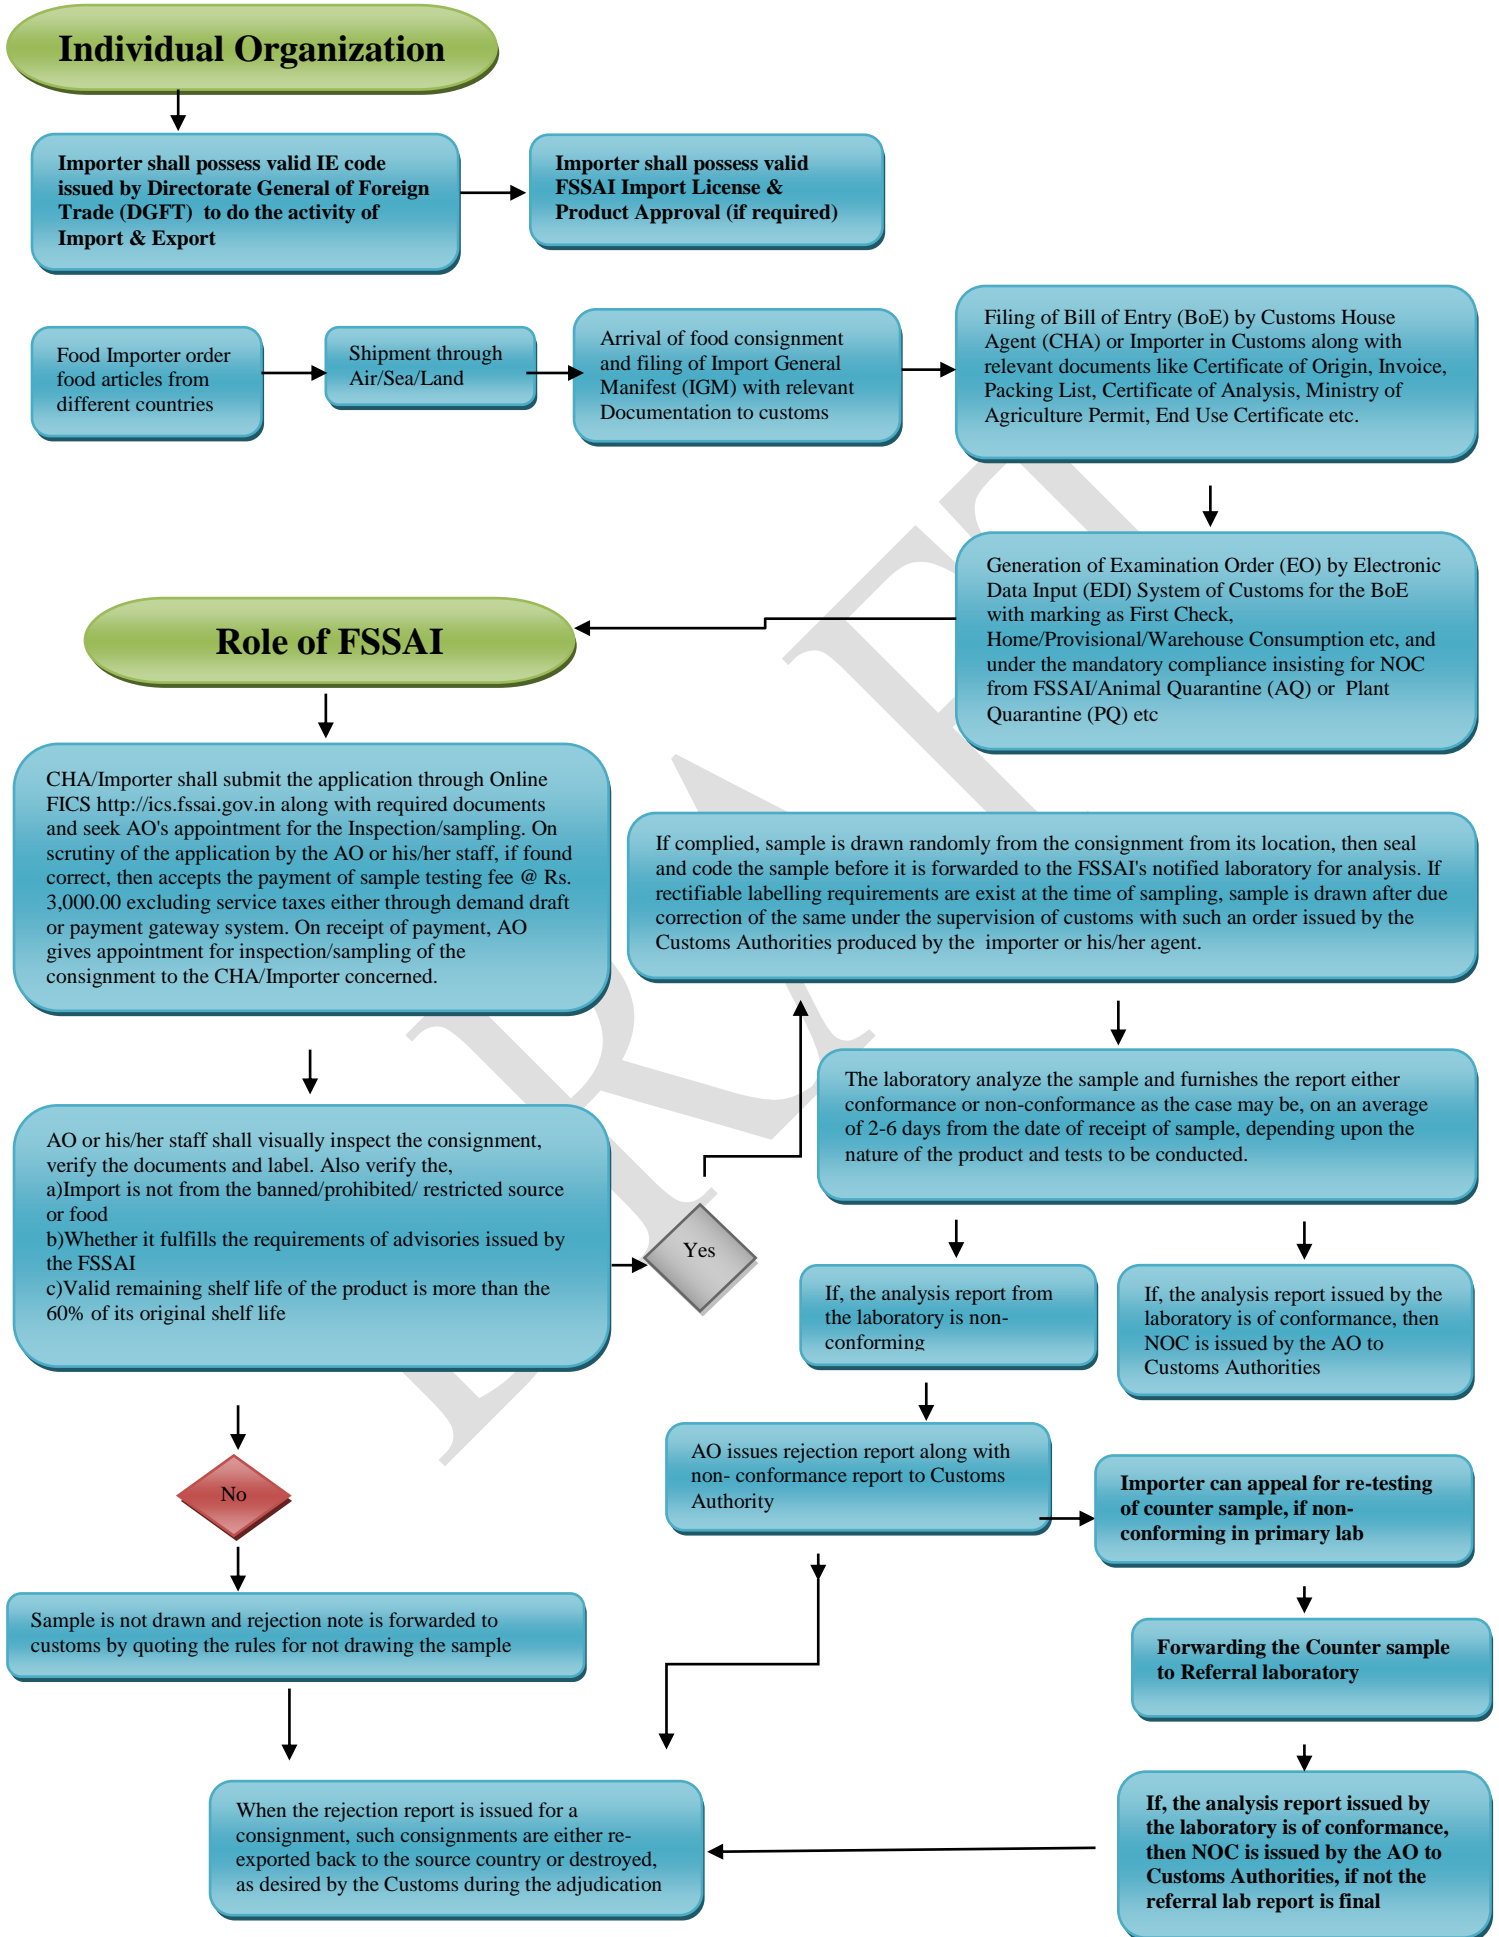 Individual Organization
Importer shall possess valid IE code
issued by Directorate General of Foreign
Trade (DGFT) to do the activity of
Import & Export
Importer shall possess valid
FSSAI Import License &
Product Approval (if required)
Food Importer order
food articles from
different countries
Shipment through
Air/Sea/Land
Arrival of food consignment
and filing of Import General
Manifest (IGM) with relevant
Documentation to customs
Filing of Bill of Entry (BoE) by Customs House
Agent (CHA) or Importer in Customs along with
relevant documents like Certificate of Origin, Invoice,
Packing List, Certificate of Analysis, Ministry of
Agriculture Permit, End Use Certificate etc.
Generation of Examination Order (EO) by Electronic
Data Input (EDI) System of Customs for the BoE
with marking as First Check,
Home/Provisional/Warehouse Consumption etc, and
under the mandatory compliance insisting for NOC
from FSSAI/Animal Quarantine (AQ) or Plant
Quarantine (PQ) etc
Role of FSSAI
CHA/Importer shall submit the application through Online
FICS http://ics.fssai.gov.in along with required documents
and seek AO's appointment for the Inspection/sampling. On
scrutiny of the application by the AO or his/her staff, if found
correct, then accepts the payment of sample testing fee @ Rs.
3,000.00 excluding service taxes either through demand draft
or payment gateway system. On receipt of payment, AO
gives appointment for inspection/sampling of the
consignment to the CHA/Importer concerned.
If complied, sample is drawn randomly from the consignment from its location, then seal
and code the sample before it is forwarded to the FSSAI's notified laboratory for analysis. If
rectifiable labelling requirements are exist at the time of sampling, sample is drawn after due
correction of the same under the supervision of customs with such an order issued by the
Customs Authorities produced by the importer or his/her agent.
The laboratory analyze the sample and furnishes the report either
conformance or non-conformance as the case may be, on an average
of 2-6 days from the date of receipt of sample, depending upon the
nature of the product and tests to be conducted.
AO or his/her staff shall visually inspect the consignment,
verify the documents and label. Also verify the,
a)Import is not from the banned/prohibited/ restricted source
or food
b)Whether it fulfills the requirements of advisories issued by
the FSSAI
c)Valid remaining shelf life of the product is more than the
60% of its original shelf life
Yes
If, the analysis report from
the laboratory is non-
conforming
If, the analysis report issued by the
laboratory is of conformance, then
NOC is issued by the AO to
Customs Authorities
No
AO issues rejection report along with
non- conformance report to Customs
Authority
Importer can appeal for re-testing
of counter sample, if non-
conforming in primary lab
Sample is not drawn and rejection note is forwarded to
customs by quoting the rules for not drawing the sample
Forwarding the Counter sample
to Referral laboratory
When the rejection report is issued for a
consignment, such consignments are either re-
exported back to the source country or destroyed,
as desired by the Customs during the adjudication
If, the analysis report issued by
the laboratory is of conformance,
then NOC is issued by the AO to
Customs Authorities, if not the
referral lab report is final
DRAFT